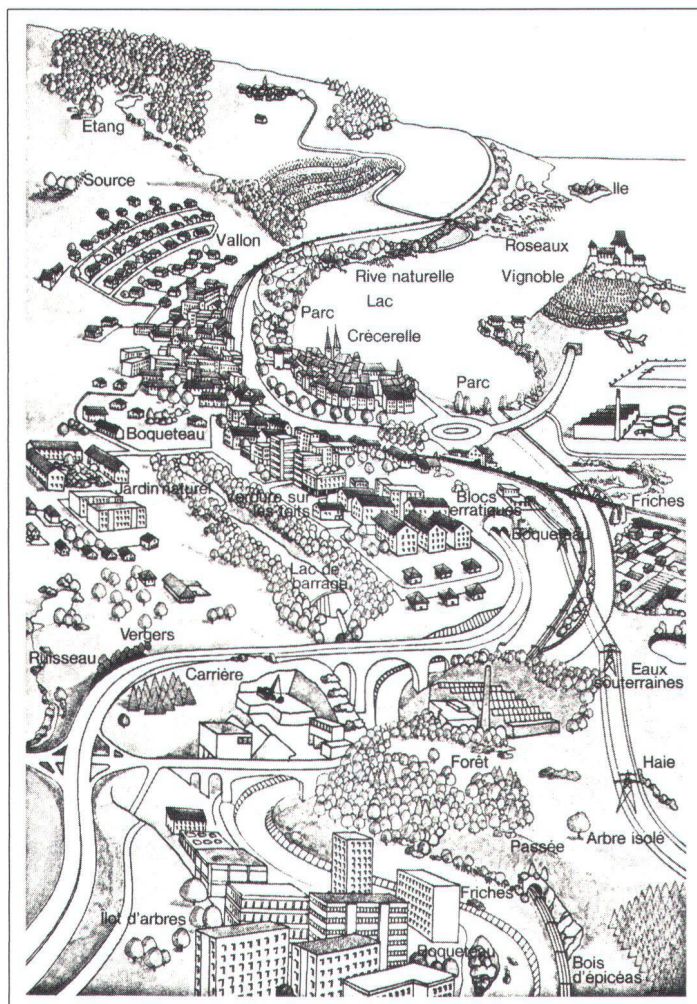 Etang
Source
Ile
Vallon
Roseaux
Rive naturelle
Vignoble
Lac
Parc
Crécerelle
Parc
Boqueteau
Jardin naturel
Verdure sur
les toits
Blocs
erratiques
Friches
Boqueteau
Lac de
barrage
Vergers
Ruisseau
Carrière
Eaux
souterraines
Forêt
Haie
Passée
Arbre isolé
Friches
Îlot d'arbres
Boqueteau
Bois
d'épicéas